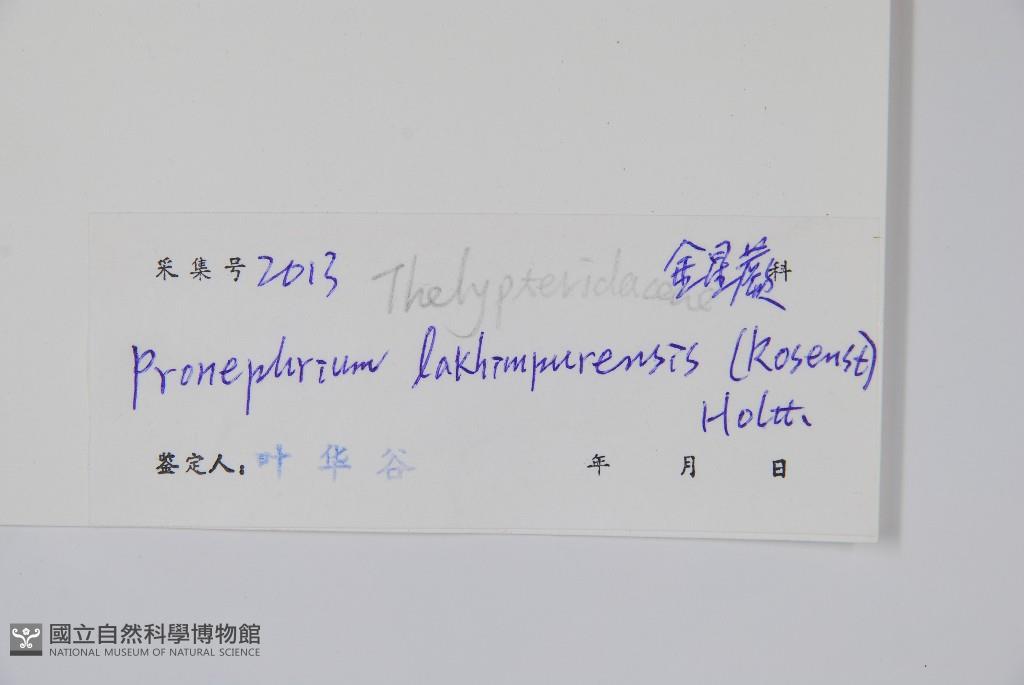 采集号 2013 Thelypteridaceae 金星蕨科
Pronephrium lakhimpurensis (Rosenst)
Holtt.
鉴定人：叶华谷 年 月 日
國立自然科學博物館
NATIONAL MUSEUM OF NATURAL SCIENCE